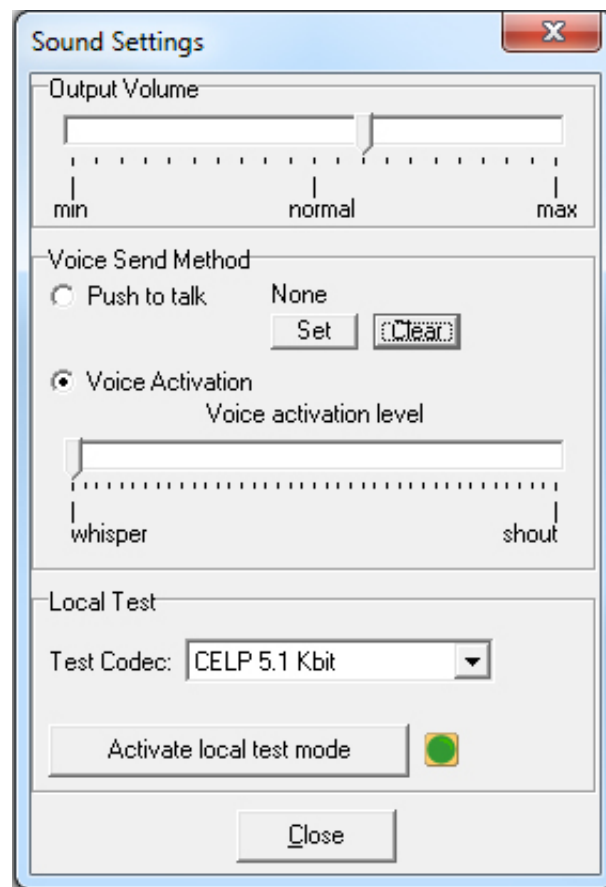 Sound Settings
Output Volume
min normal max
Voice Send Method
Push to talk None
Set Clear
Voice Activation
Voice activation level
whisper shout
Local Test
Test Codec: CELP 5.1 Kbit
Activate local test mode
Close